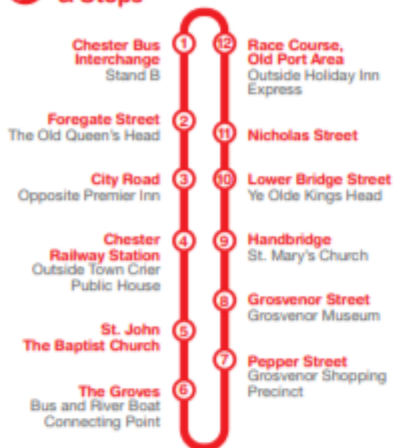 & Stops
1
Chester Bus
Interchange
Stand B
2
Foregate Street
The Old Queen's Head
3
City Road
Opposite Premier Inn
4
Chester
Railway Station
Outside Town Crier
Public House
5
St. John
The Baptist Church
6
The Groves
Bus and River Boat
Connecting Point
7
Pepper Street
Grosvenor Shopping
Precinct
8
Grosvenor Street
Grosvenor Museum
9
Handbridge
St. Mary's Church
10
Lower Bridge Street
Ye Olde Kings Head
11
Nicholas Street
12
Race Course,
Old Port Area
Outside Holiday Inn
Express